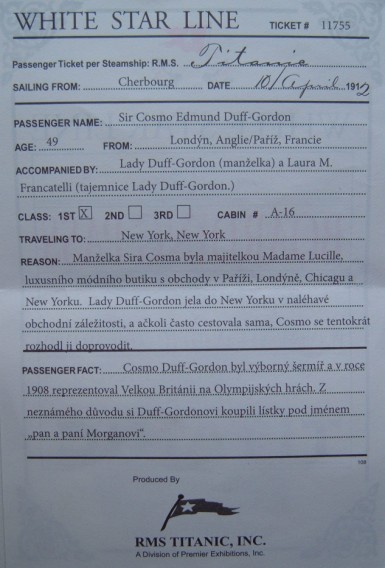 WHITE STAR LINE TICKET # 11755
Passenger Ticket per Steamship: R.M.S. Titanic
SAILING FROM: Cherbourg DATE 10/April 1912
PASSENGER NAME: Sir Cosmo Edmund Duff-Gordon
AGE: 49 FROM: Londýn, Anglie/Paříž, Francie
ACCOMPANIED BY: Lady Duff-Gordon (manželka) a Laura M.
Francatelli (tajemnice Lady Duff-Gordon.)
CLASS: 1ST X 2ND 3RD CABIN # A-16
TRAVELING TO: New York, New York
REASON: Manželka Sira Cosma byla majitelkou Madame Lucille,
luxusního módního butiku s obchody v Paříži, Londýně, Chicagu a
New Yorku. Lady Duff-Gordon jela do New Yorku v naléhavé
obchodní záležitosti, a ačkoli často cestovala sama, Cosmo se tentokrát
rozhodl ji doprovodit.
PASSENGER FACT: Cosmo Duff-Gordon byl výborný šermíř a v roce
1908 reprezentoval Velkou Británii na Olympijských hrách. Z
neznámého důvodu si Duff-Gordonovi koupili lístky pod jménem
„pan a paní Morganovi“.
Produced By
RMS TITANIC, INC.
A Division of Premier Exhibitions, Inc.